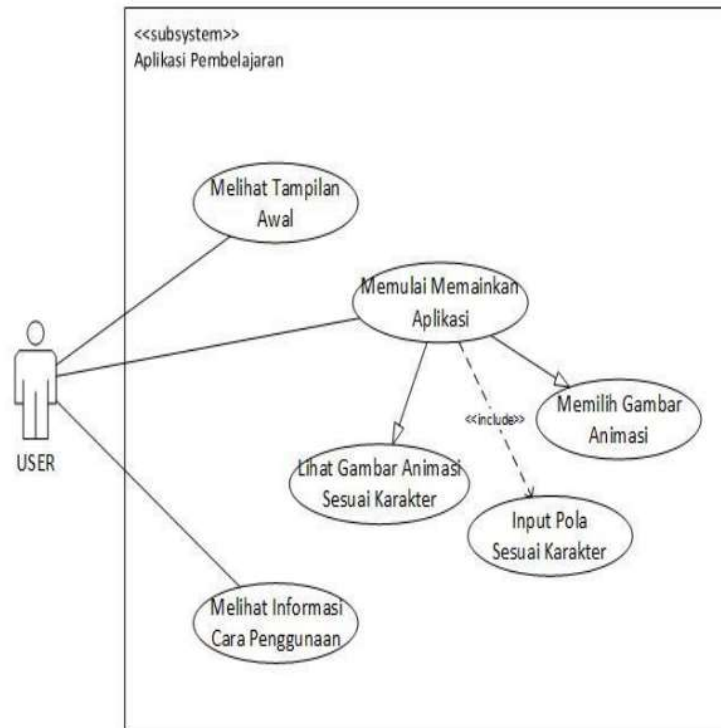 <<subsystem>>
Aplikasi Pembelajaran
Melihat Tampilan
Awal
Memulai Memainkan
Aplikasi
<<include>>
Memilih Gambar
Animasi
USER
Lihat Gambar Animasi
Sesuai Karakter
Input Pola
Sesuai Karakter
Melihat Informasi
Cara Penggunaan